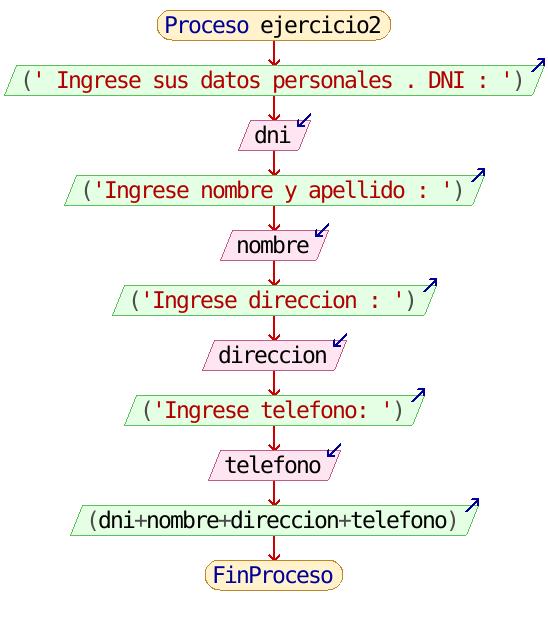 Proceso ejercicio2
(' Ingrese sus datos personales . DNI : ')
dni
('Ingrese nombre y apellido : ')
nombre
('Ingrese direccion : ')
direccion
('Ingrese telefono: ')
telefono
(dni+nombre+direccion+telefono)
FinProceso